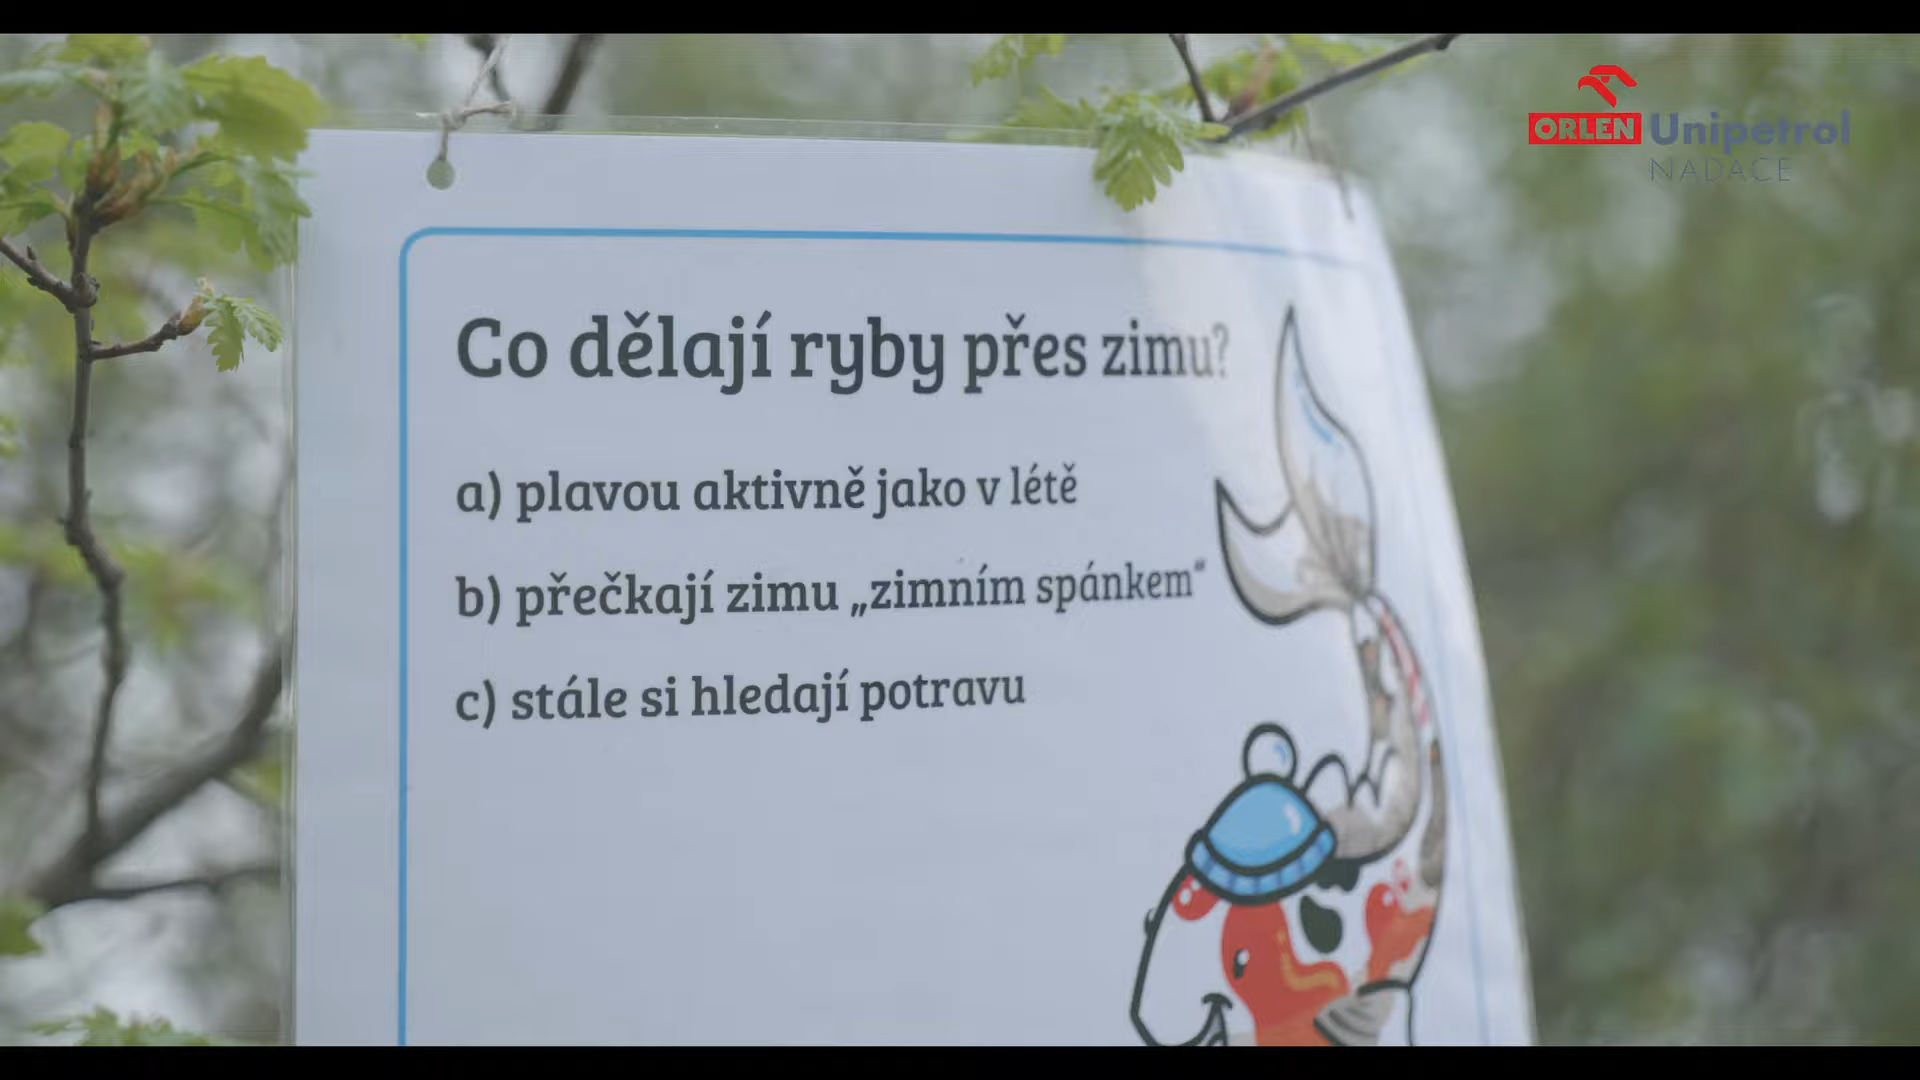 ORLEN Unipetrol
NADACE
Co dělají ryby přes zimu?
a) plavou aktivně jako v létě
b) přečkají zimu „zimním spánkem“
c) stále si hledají potravu